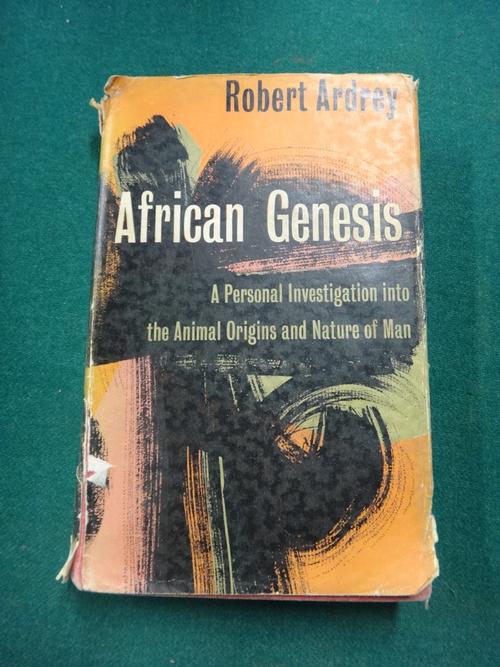 Robert Ardrey
African Genesis
A Personal Investigation into
the Animal Origins and Nature of Man